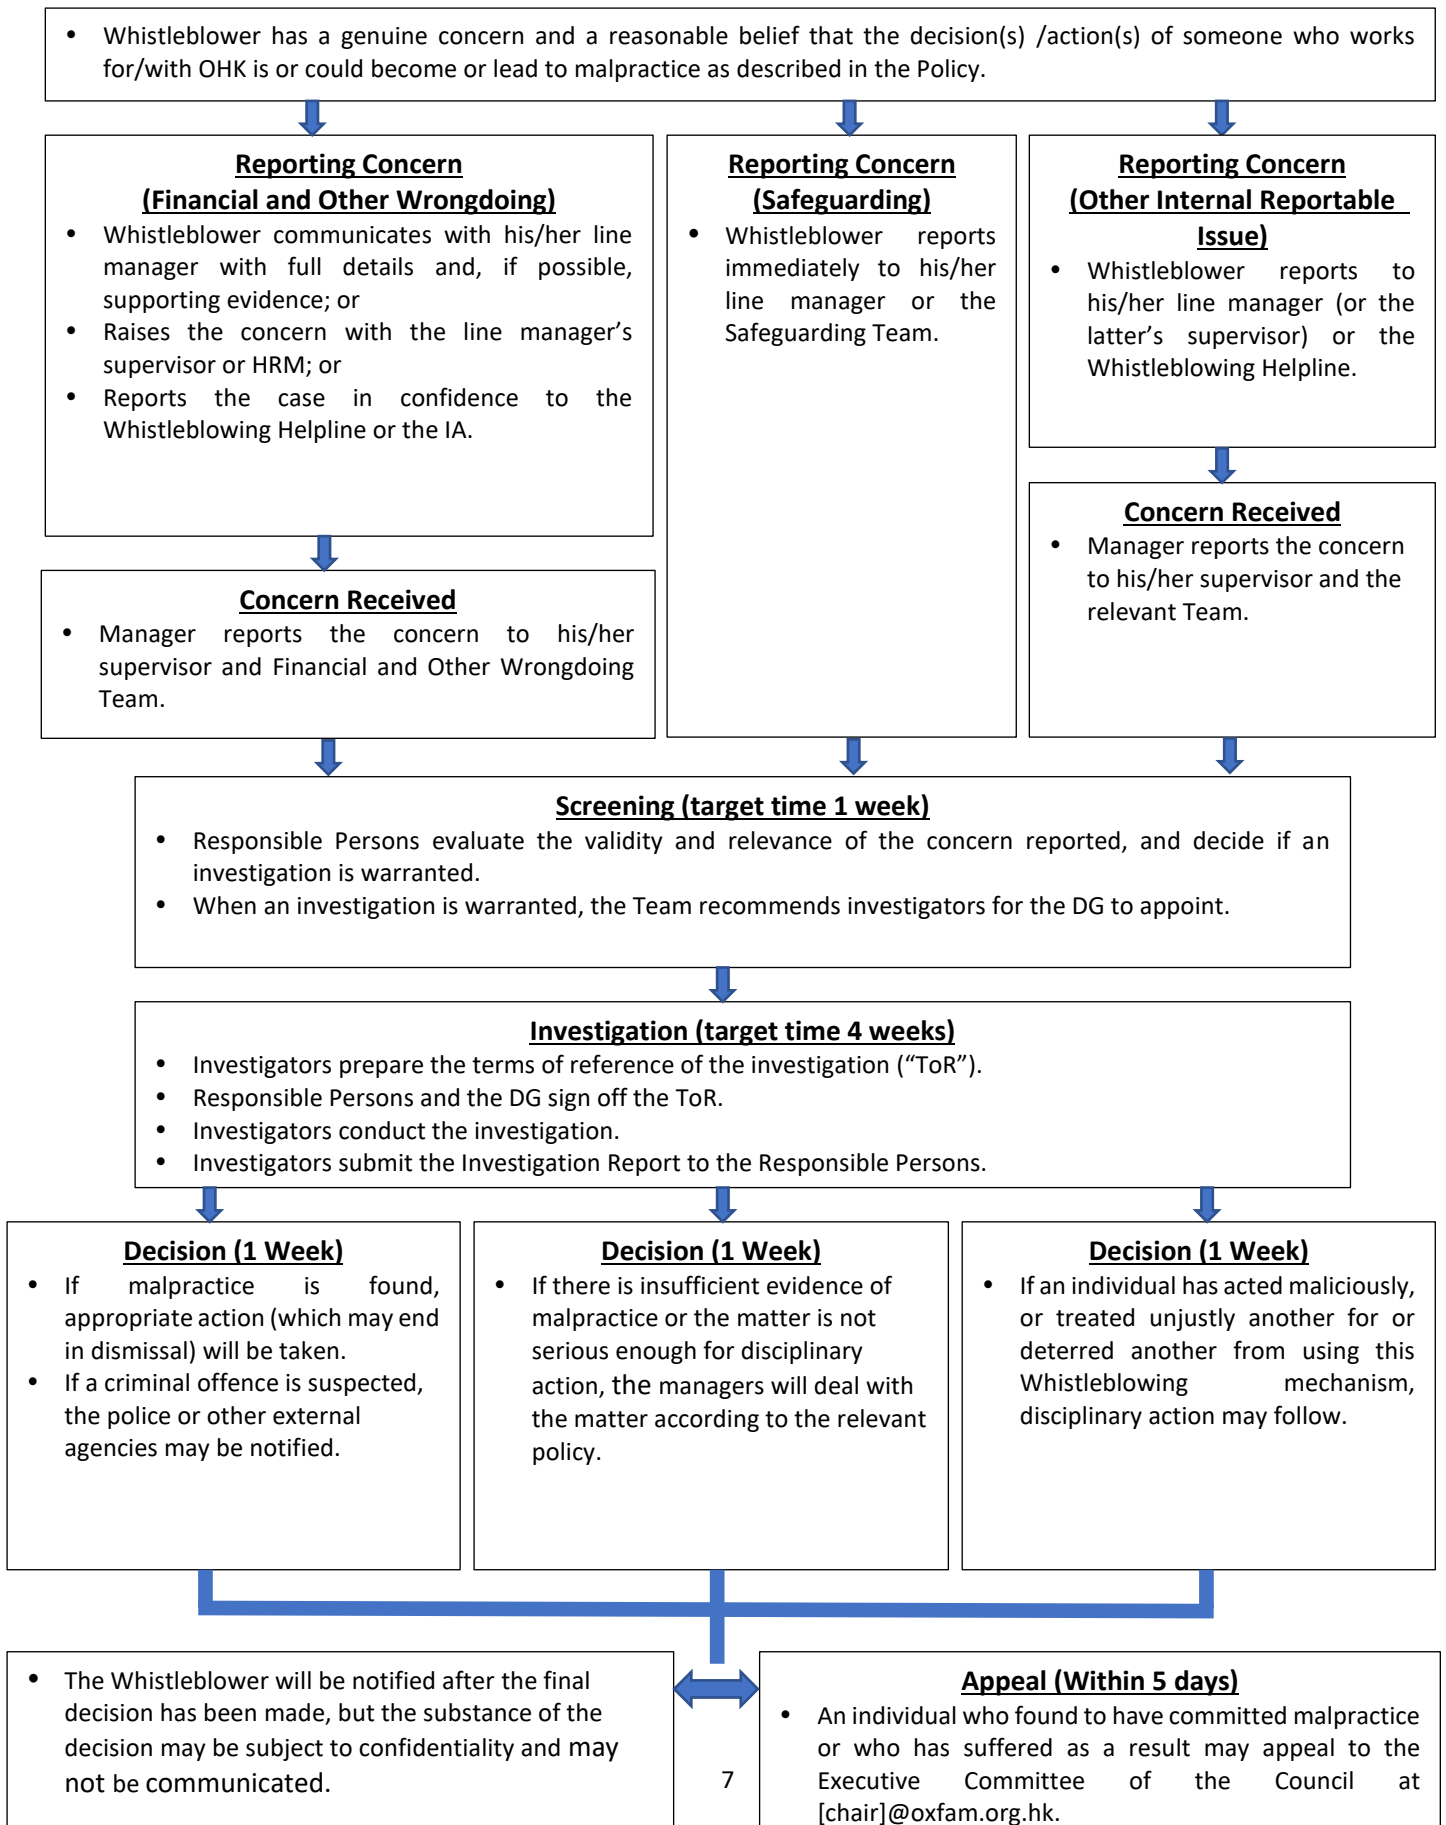 • Whistleblower has a genuine concern and a reasonable belief that the decision(s) /action(s) of someone who works
for/with OHK is or could become or lead to malpractice as described in the Policy.
Reporting Concern
(Financial and Other Wrongdoing)
• Whistleblower communicates with his/her line
manager with full details and, if possible,
supporting evidence; or
• Raises the concern with the line manager’s
supervisor or HRM; or
• Reports the case in confidence to the
Whistleblowing Helpline or the IA.
Reporting Concern
(Safeguarding)
• Whistleblower reports
immediately to his/her
line manager or the
Safeguarding Team.
Reporting Concern
(Other Internal Reportable
Issue)
• Whistleblower reports to
his/her line manager (or the
latter’s supervisor) or the
Whistleblowing Helpline.
Concern Received
• Manager reports the concern to his/her
supervisor and Financial and Other Wrongdoing
Team.
Concern Received
• Manager reports the concern
to his/her supervisor and the
relevant Team.
Screening (target time 1 week)
• Responsible Persons evaluate the validity and relevance of the concern reported, and decide if an
investigation is warranted.
• When an investigation is warranted, the Team recommends investigators for the DG to appoint.
Investigation (target time 4 weeks)
• Investigators prepare the terms of reference of the investigation (“ToR”).
• Responsible Persons and the DG sign off the ToR.
• Investigators conduct the investigation.
• Investigators submit the Investigation Report to the Responsible Persons.
Decision (1 Week)
• If malpractice is found,
appropriate action (which may end
in dismissal) will be taken.
• If a criminal offence is suspected,
the police or other external
agencies may be notified.
Decision (1 Week)
• If there is insufficient evidence of
malpractice or the matter is not
serious enough for disciplinary
action, the managers will deal with
the matter according to the relevant
policy.
Decision (1 Week)
• If an individual has acted maliciously,
or treated unjustly another for or
deterred another from using this
Whistleblowing mechanism,
disciplinary action may follow.
• The Whistleblower will be notified after the final
decision has been made, but the substance of the
decision may be subject to confidentiality and may
not be communicated.
Appeal (Within 5 days)
• An individual who found to have committed malpractice
or who has suffered as a result may appeal to the
Executive Committee of the Council at
[chair]@oxfam.org.hk.
7